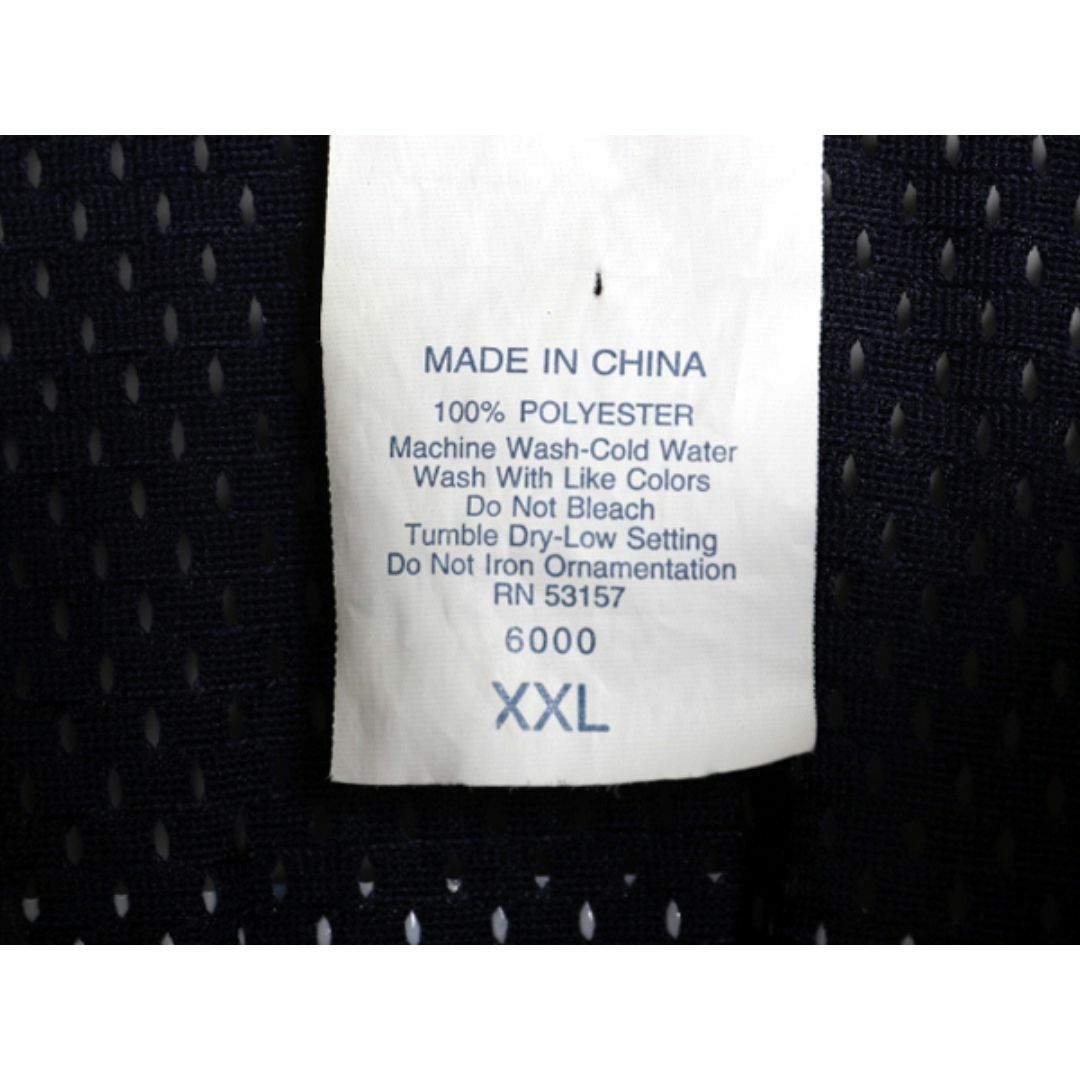 MADE IN CHINA
100% POLYESTER
Machine Wash-Cold Water
Wash With Like Colors
Do Not Bleach
Tumble Dry-Low Setting
Do Not Iron Ornamentation
RN 53157
6000
XXL